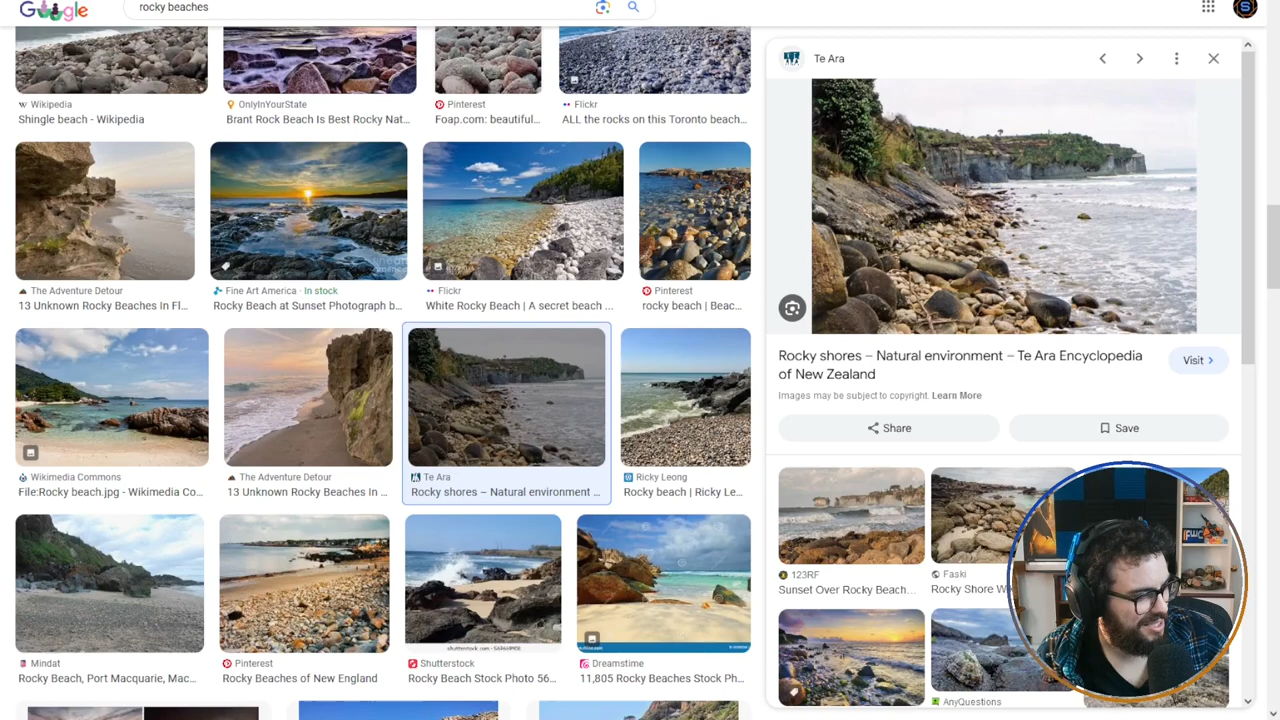 Google
rocky beaches
Wikipedia
Shingle beach - Wikipedia
OnlyInYourState
Brant Rock Beach Is Best Rocky Nat...
Pinterest
Foap.com: beautiful...
Flickr
ALL the rocks on this Toronto beach...
The Adventure Detour
13 Unknown Rocky Beaches In Fl...
Fine Art America · In stock
Rocky Beach at Sunset Photograph b...
Flickr
White Rocky Beach | A secret beach ...
Pinterest
rocky beach | Beac...
Wikimedia Commons
File:Rocky beach.jpg - Wikimedia Co...
The Adventure Detour
13 Unknown Rocky Beaches In ...
Te Ara
Rocky shores – Natural environment ...
Ricky Leong
Rocky beach | Ricky Le...
Mindat
Rocky Beach, Port Macquarie, Mac...
Pinterest
Rocky Beaches of New England
Shutterstock
Rocky Beach Stock Photo 56...
Dreamstime
11,805 Rocky Beaches Stock Ph...
Te Ara
Rocky shores – Natural environment – Te Ara Encyclopedia
of New Zealand
Visit
Images may be subject to copyright. Learn More
Share
Save
123RF
Sunset Over Rocky Beach...
Faski
Rocky Shore W
AnyQuestions